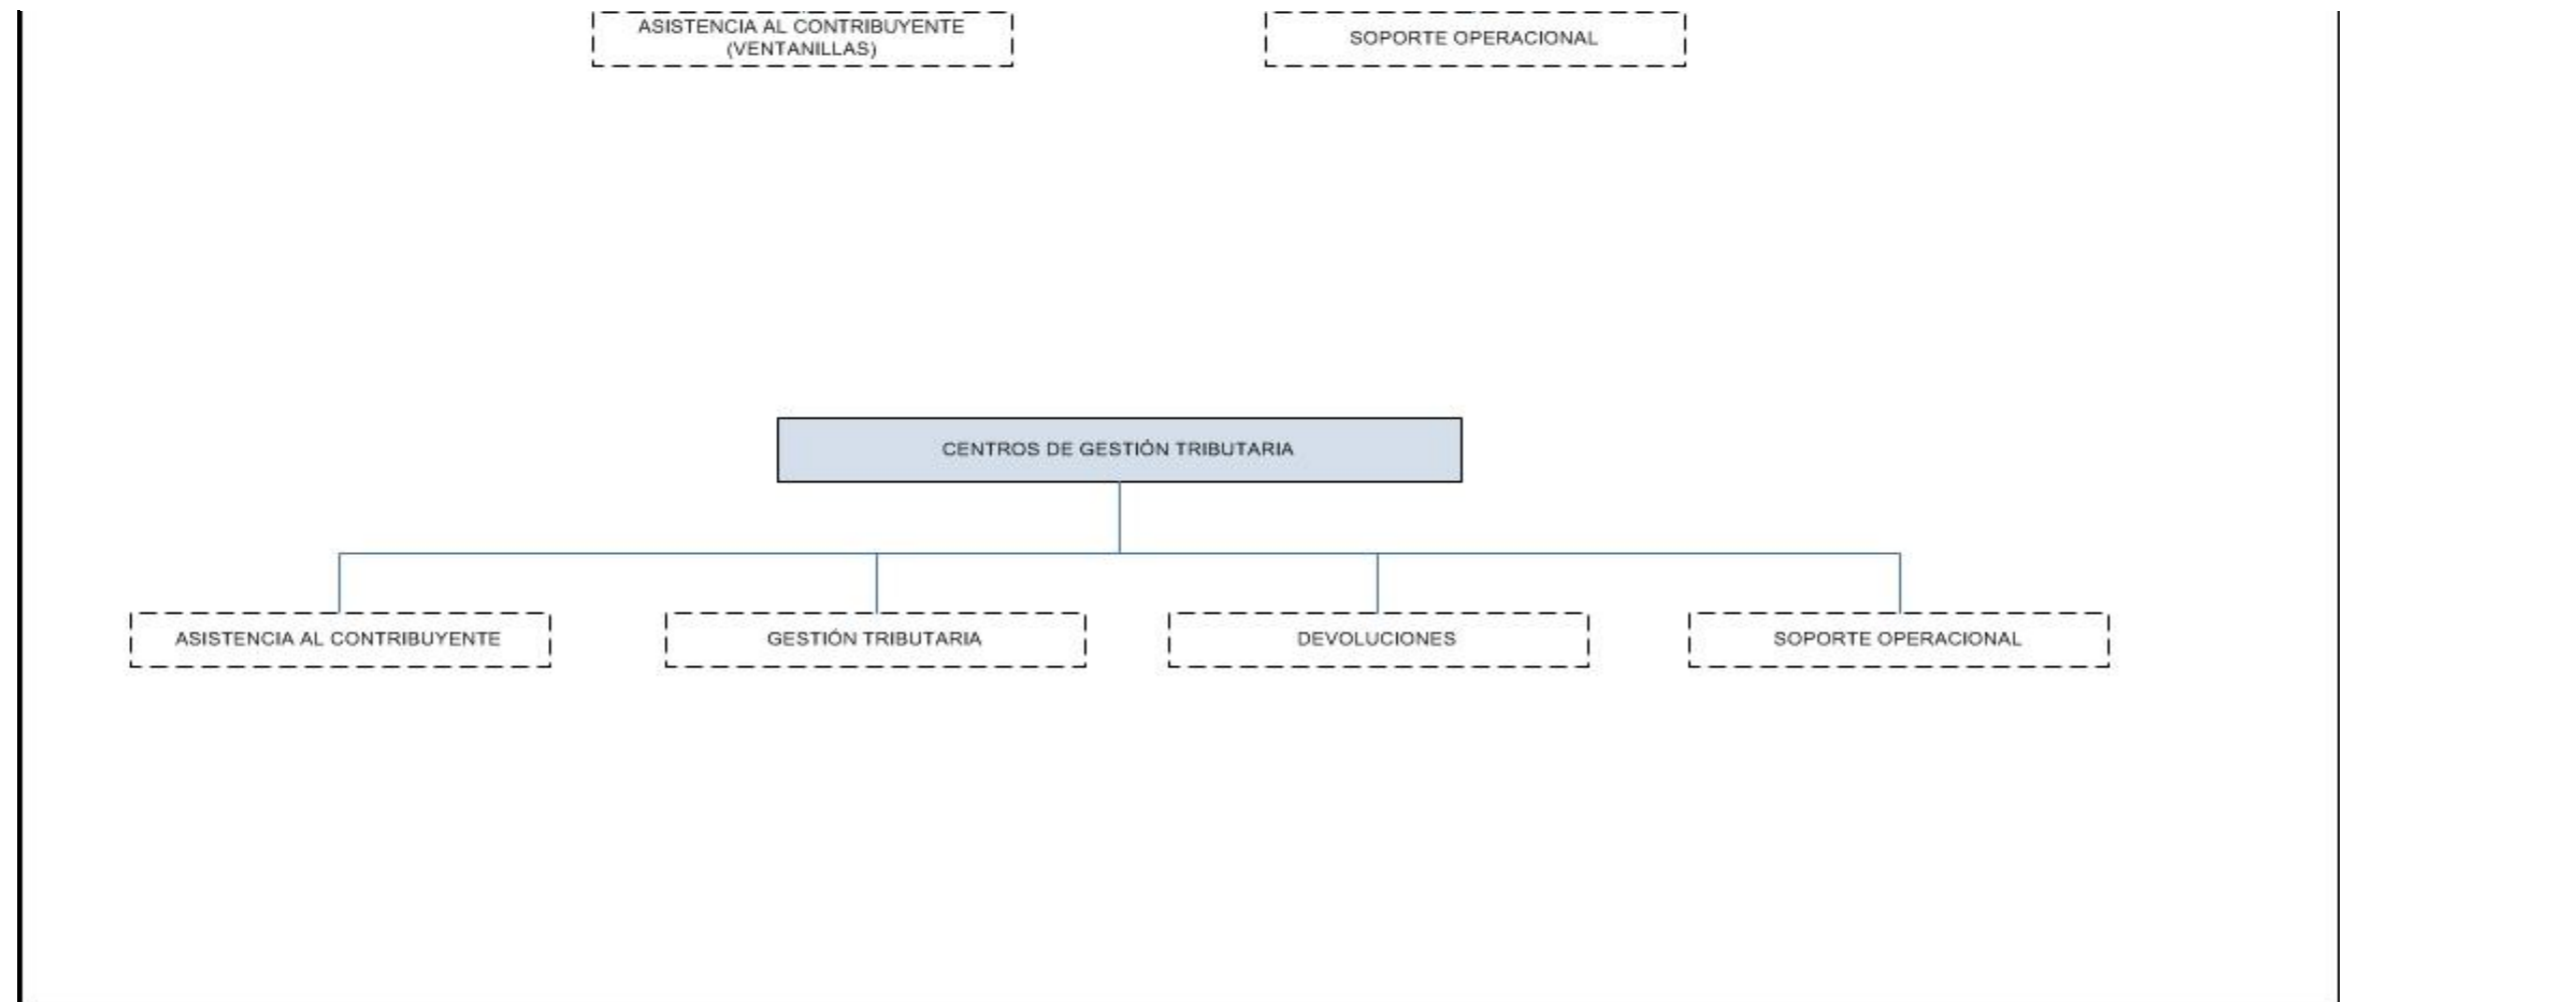 ASISTENCIA AL CONTRIBUYENTE
(VENTANILLAS)
SOPORTE OPERACIONAL
CENTROS DE GESTIÓN TRIBUTARIA
ASISTENCIA AL CONTRIBUYENTE
GESTIÓN TRIBUTARIA
DEVOLUCIONES
SOPORTE OPERACIONAL